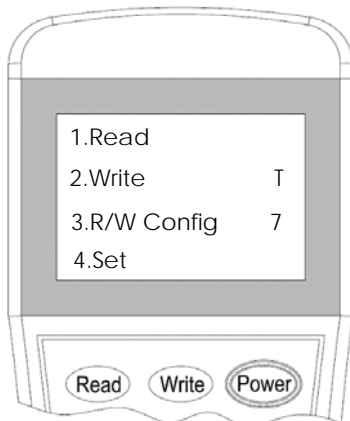 1.Read
2.Write T
3.R/W Config 7
4.Set
Read Write Power